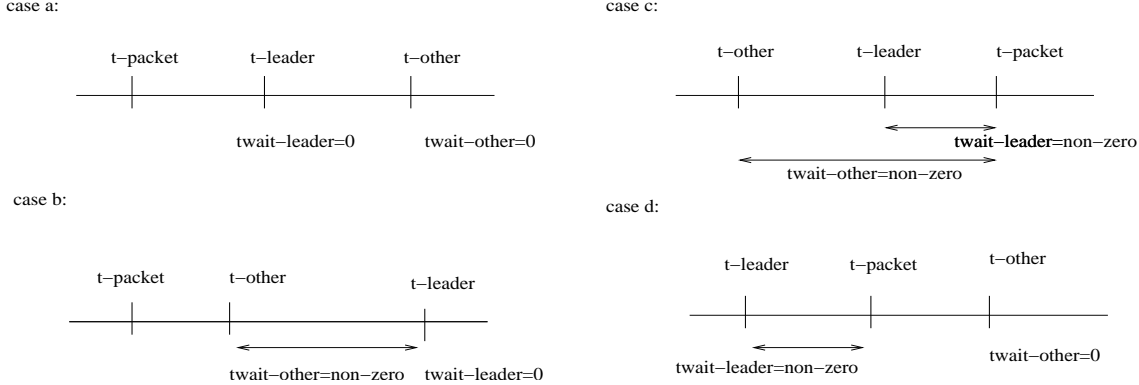 case a:
t−packet t−leader t−other
twait−leader=0 twait−other=0
case b:
t−packet t−other t−leader
twait−other=non−zero twait−leader=0
case c:
t−other t−leader t−packet
twait−leader=non−zero
twait−other=non−zero
case d:
t−leader t−packet t−other
twait−leader=non−zero twait−other=0